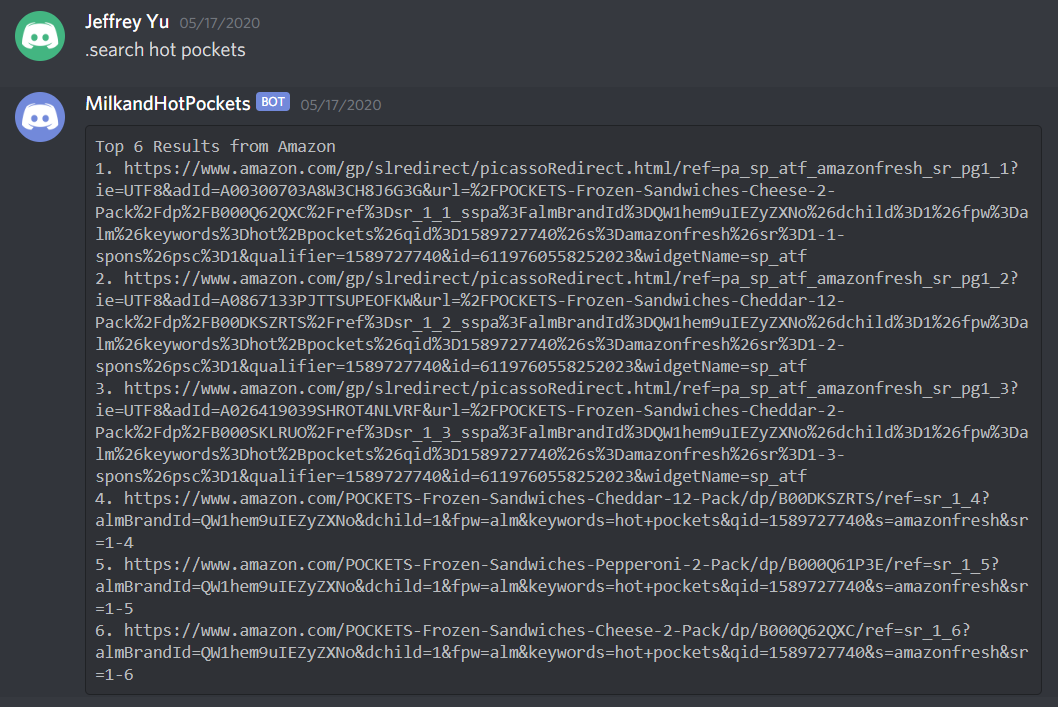 Jeffrey Yu 05/17/2020
.search hot pockets
MilkandHotPockets BOT 05/17/2020
Top 6 Results from Amazon
1. https://www.amazon.com/gp/slredirect/picassoRedirect.html/ref=pa_sp_atf_amazonfresh_sr_pg1_1?
ie=UTF8&adId=A00300703A8W3CH8J6G3G&url=%2FPOCKETS-Frozen-Sandwiches-Cheese-2-
Pack%2Fdp%2FB000Q62QXC%2Fref%3Dsr_1_1_sspa%3FalmBrandId%3DQW1hem9uIEZyZXNo%26dchild%3D1%26fpw%3Da
lm%26keywords%3Dhot%2Bpockets%26qid%3D1589727740%26s%3Damazonfresh%26sr%3D1-1-
spons%26psc%3D1&qualifier=1589727740&id=6119760558252023&widgetName=sp_atf
2. https://www.amazon.com/gp/slredirect/picassoRedirect.html/ref=pa_sp_atf_amazonfresh_sr_pg1_2?
ie=UTF8&adId=A0867133PJTTSUPEOFKW&url=%2FPOCKETS-Frozen-Sandwiches-Cheddar-12-
Pack%2Fdp%2FB00DKSZRTS%2Fref%3Dsr_1_2_sspa%3FalmBrandId%3DQW1hem9uIEZyZXNo%26dchild%3D1%26fpw%3Da
lm%26keywords%3Dhot%2Bpockets%26qid%3D1589727740%26s%3Damazonfresh%26sr%3D1-2-
spons%26psc%3D1&qualifier=1589727740&id=6119760558252023&widgetName=sp_atf
3. https://www.amazon.com/gp/slredirect/picassoRedirect.html/ref=pa_sp_atf_amazonfresh_sr_pg1_3?
ie=UTF8&adId=A026419039SHROT4NLVRF&url=%2FPOCKETS-Frozen-Sandwiches-Cheddar-2-
Pack%2Fdp%2FB000SKLRUO%2Fref%3Dsr_1_3_sspa%3FalmBrandId%3DQW1hem9uIEZyZXNo%26dchild%3D1%26fpw%3Da
lm%26keywords%3Dhot%2Bpockets%26qid%3D1589727740%26s%3Damazonfresh%26sr%3D1-3-
spons%26psc%3D1&qualifier=1589727740&id=6119760558252023&widgetName=sp_atf
4. https://www.amazon.com/POCKETS-Frozen-Sandwiches-Cheddar-12-Pack/dp/B00DKSZRTS/ref=sr_1_4?
almBrandId=QW1hem9uIEZyZXNo&dchild=1&fpw=alm&keywords=hot+pockets&qid=1589727740&s=amazonfresh&sr
=1-4
5. https://www.amazon.com/POCKETS-Frozen-Sandwiches-Pepperoni-2-Pack/dp/B000Q61P3E/ref=sr_1_5?
almBrandId=QW1hem9uIEZyZXNo&dchild=1&fpw=alm&keywords=hot+pockets&qid=1589727740&s=amazonfresh&sr
=1-5
6. https://www.amazon.com/POCKETS-Frozen-Sandwiches-Cheese-2-Pack/dp/B000Q62QXC/ref=sr_1_6?
almBrandId=QW1hem9uIEZyZXNo&dchild=1&fpw=alm&keywords=hot+pockets&qid=1589727740&s=amazonfresh&sr
=1-6